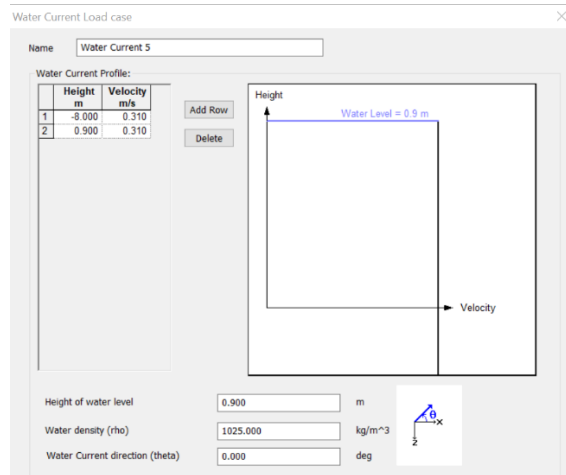 Water Current Load case
Name Water Current 5
Water Current Profile:
Height m Velocity m/s
1 -8.000 0.310
2 0.900 0.310
Add Row
Delete
Height
Water Level = 0.9 m
Velocity
Height of water level 0.900 m
Water density (rho) 1025.000 kg/m^3
Water Current direction (theta) 0.000 deg
θ
x
z